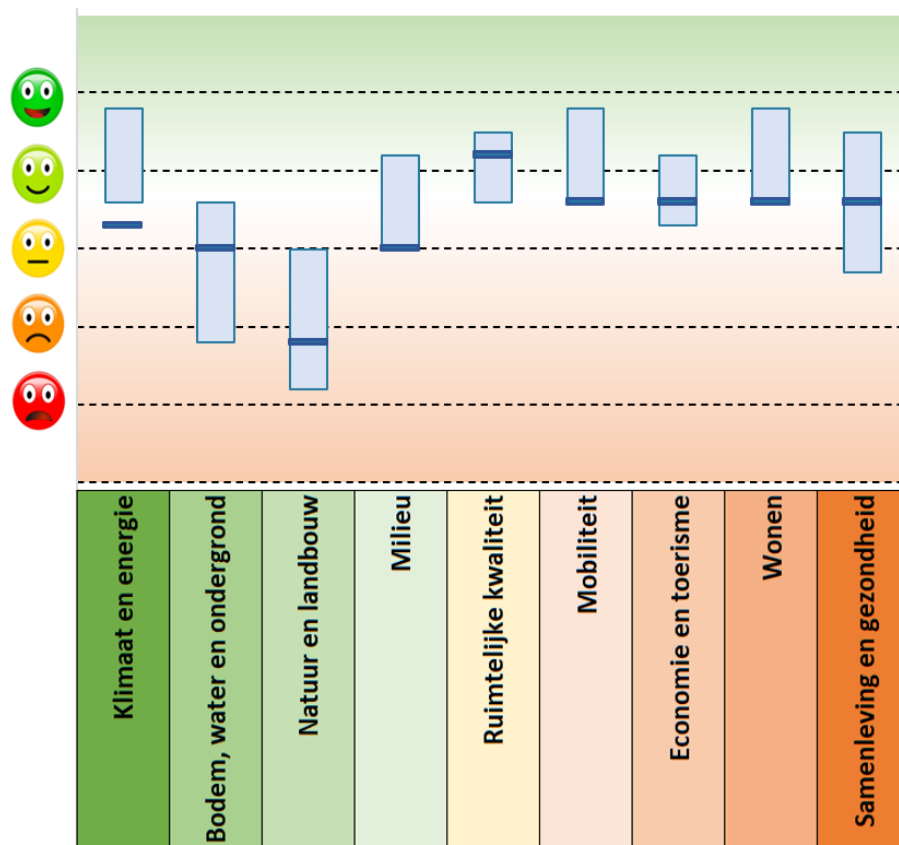 Klimaat en energie
Bodem, water en ondergrond
Natuur en landbouw
Milieu
Ruimtelijke kwaliteit
Mobiliteit
Economie en toerisme
Wonen
Samenleving en gezondheid